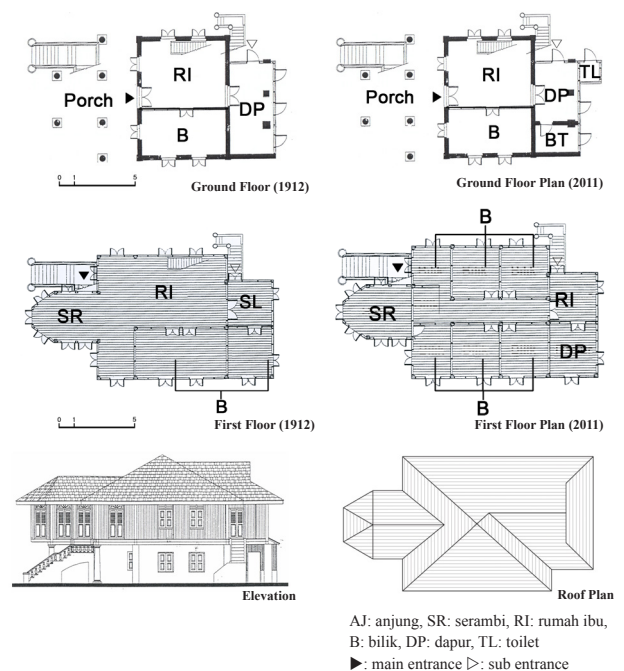 RI
Porch ▶
DP
B
0 1 5
Ground Floor (1912)
RI
TL
Porch ▶
DP
B
BT
Ground Floor Plan (2011)
RI
SL
SR
B
0 1 5
First Floor (1912)
B
RI
SR
DP
B
First Floor Plan (2011)
Elevation
Roof Plan
AJ: anjung, SR: serambi, RI: rumah ibu,
B: bilik, DP: dapur, TL: toilet
▶: main entrance ▷: sub entrance